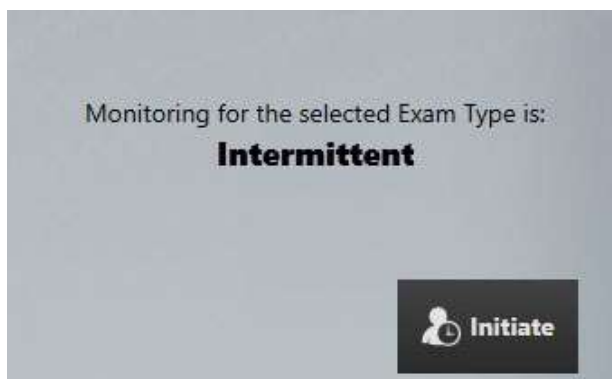 Monitoring for the selected Exam Type is:
Intermittent
Initiate